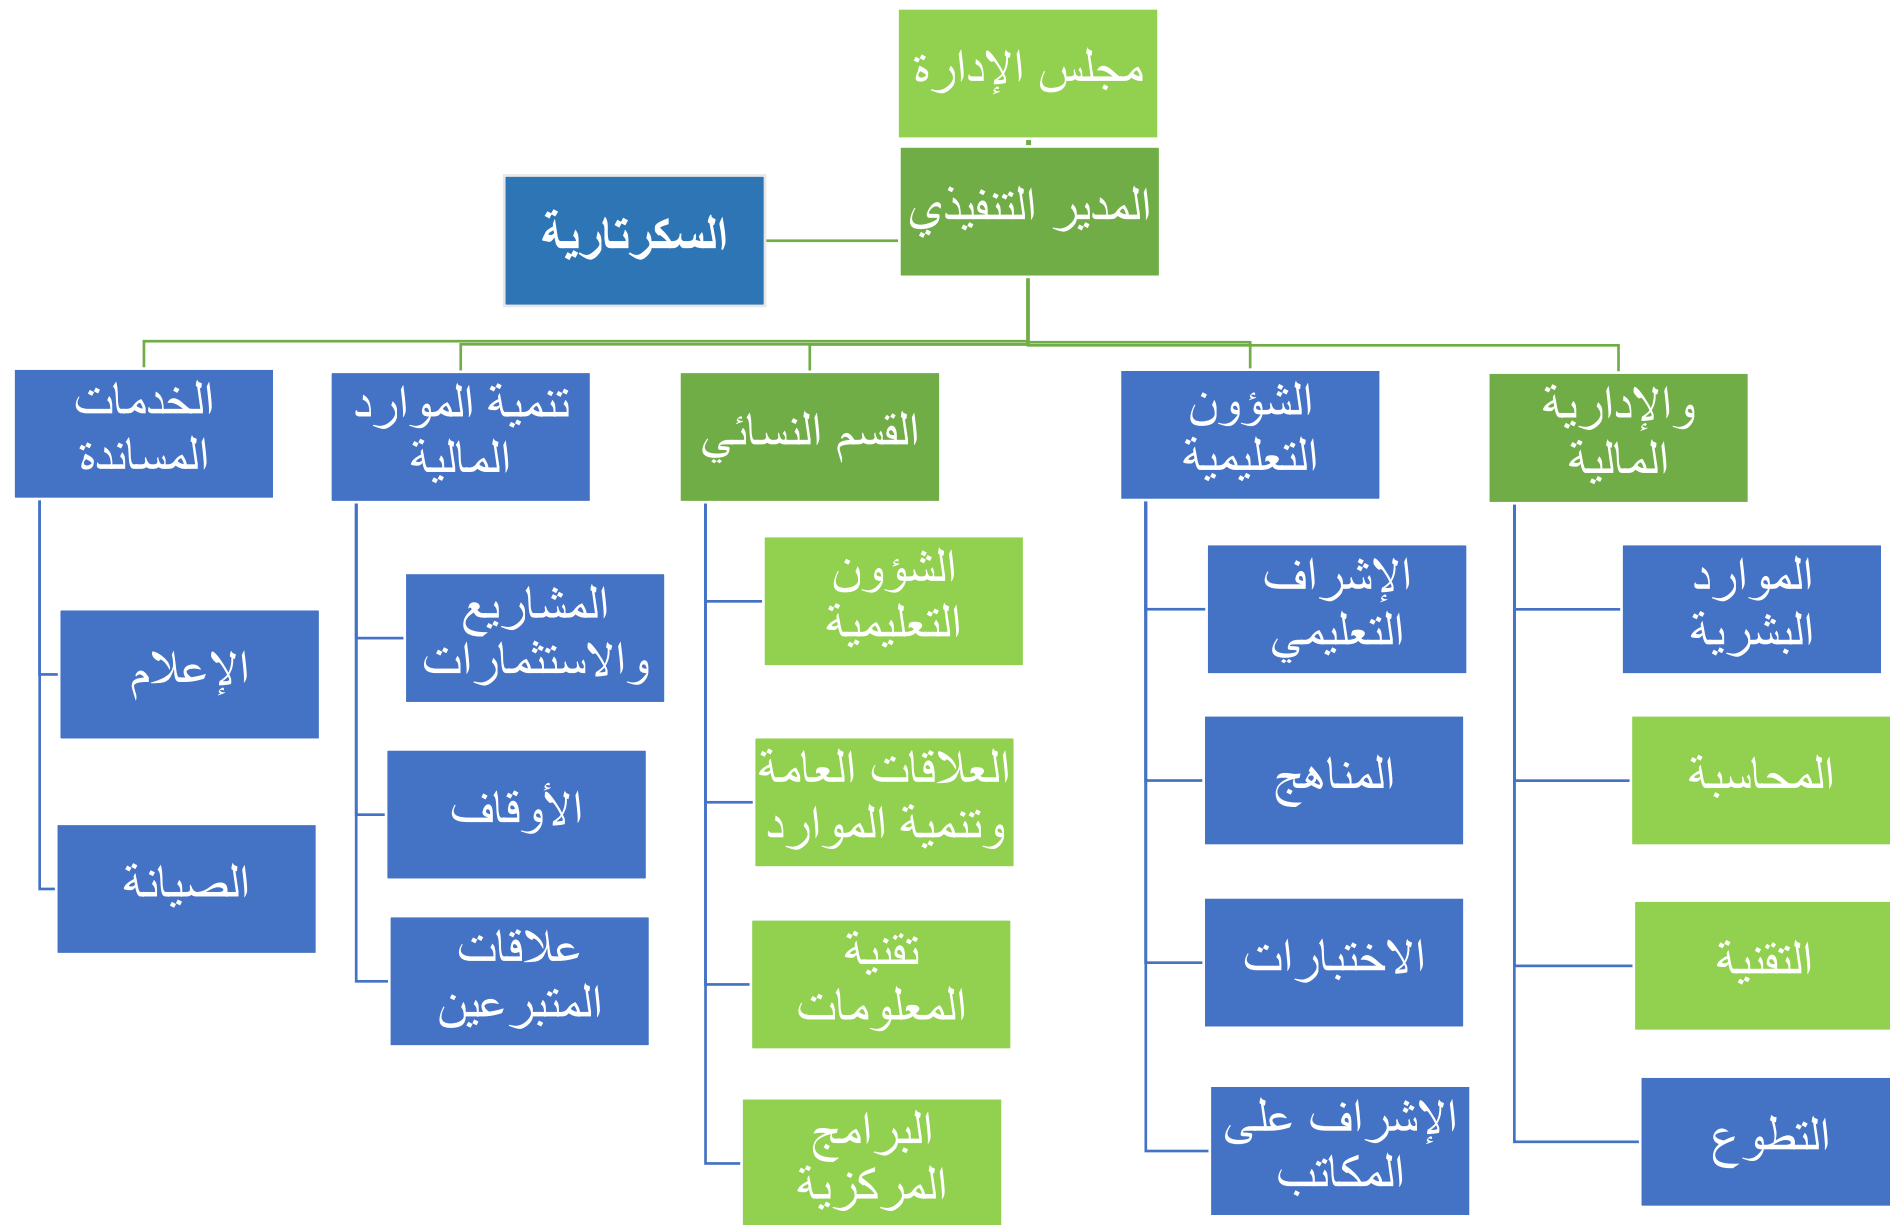 مجلس الإدارة
المدير التنفيذي
السكرتارية
والإدارية
المالية
الموارد
البشرية
المحاسبة
التقنية
التطوع
الشؤون
التعليمية
الإشراف
التعليمي
المناهج
الاختبارات
الإشراف على
المكاتب
القسم النسائي
الشؤون
التعليمية
العلاقات العامة
وتنمية الموارد
تقنية
المعلومات
البرامج
المركزية
تنمية الموارد
المالية
المشاريع
والاستثمارات
الأوقاف
علاقات
المتبرعين
الخدمات
المساندة
الإعلام
الصيانة